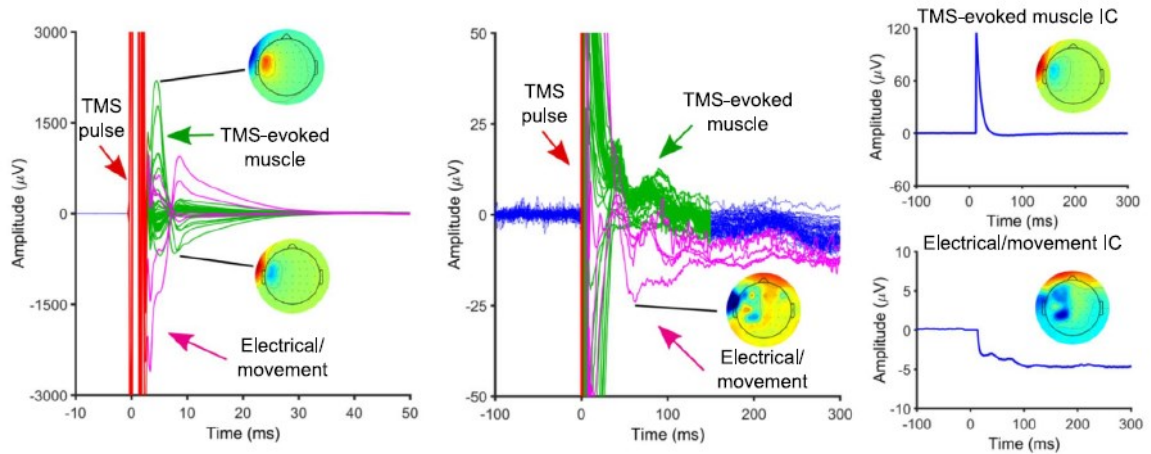 3000
1500
0
-1500
-3000
Amplitude (µV)
TMS
pulse
TMS-evoked
muscle
Electrical/
movement
-10
0
10
20
30
40
50
Time (ms)
50
25
0
-25
-50
Amplitude (µV)
TMS
pulse
TMS-evoked
muscle
Electrical/
movement
-100
0
100
200
300
Time (ms)
TMS-evoked muscle IC
120
60
0
-60
Amplitude (µV)
-100
0
100
200
300
Time (ms)
Electrical/movement IC
10
5
0
-5
-10
Amplitude (µV)
-100
0
100
200
300
Time (ms)